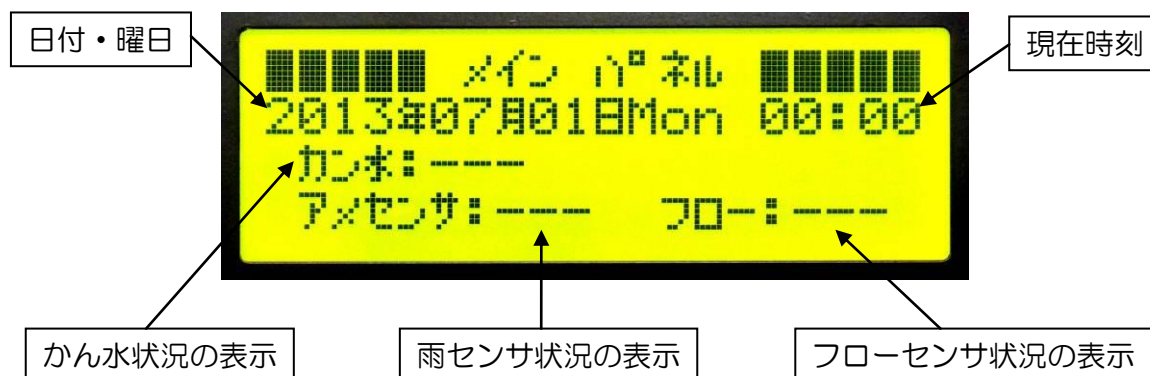 日付・曜日
現在時刻
メイン パネル
2013年07月01日Mon 00:00
カン水:---
アメセンサ:--- フロー:---
かん水状況の表示
雨センサ状況の表示
フローセンサ状況の表示